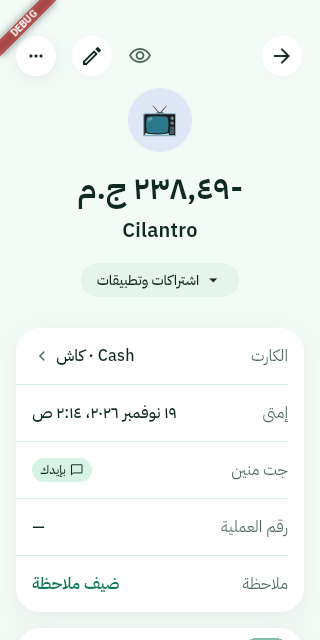 DEBUG
-٢٣٨,٤٩ ج.م
Cilantro
اشتراكات وتطبيقات
الكارت
كاش · Cash
إمتى
١٩ نوفمبر ٢٠٢٦، ٢:١٤ ص
جت منين
بإيدك
رقم العملية
—
ملاحظة
ضيف ملاحظة